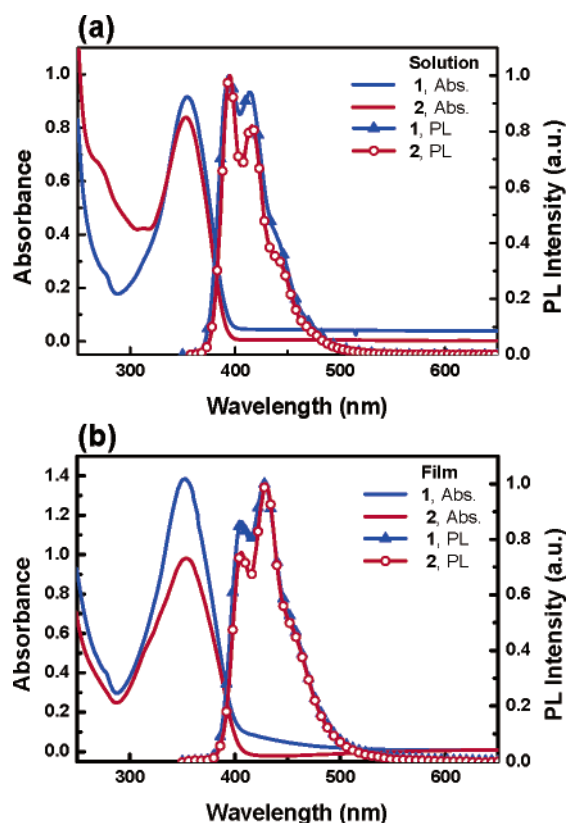 (a)
Solution
1, Abs.
2, Abs.
1, PL
2, PL
1.2
1.0
0.8
0.6
0.4
0.2
0.0
Absorbance
1.0
0.8
0.6
0.4
0.2
0.0
PL Intensity (a.u.)
300 400 500 600
Wavelength (nm)
(b)
Film
1, Abs.
2, Abs.
1, PL
2, PL
1.4
1.2
1.0
0.8
0.6
0.4
0.2
0.0
Absorbance
1.0
0.8
0.6
0.4
0.2
0.0
PL Intensity (a.u.)
300 400 500 600
Wavelength (nm)